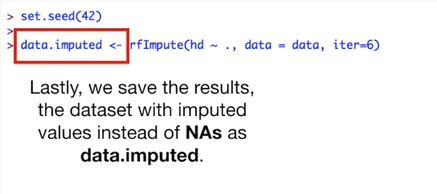 > set.seed(42)
>
> data.imputed <- rfImpute(hd ~ ., data = data, iter=6)
Lastly, we save the results,
the dataset with imputed
values instead of NAs as
data.imputed.